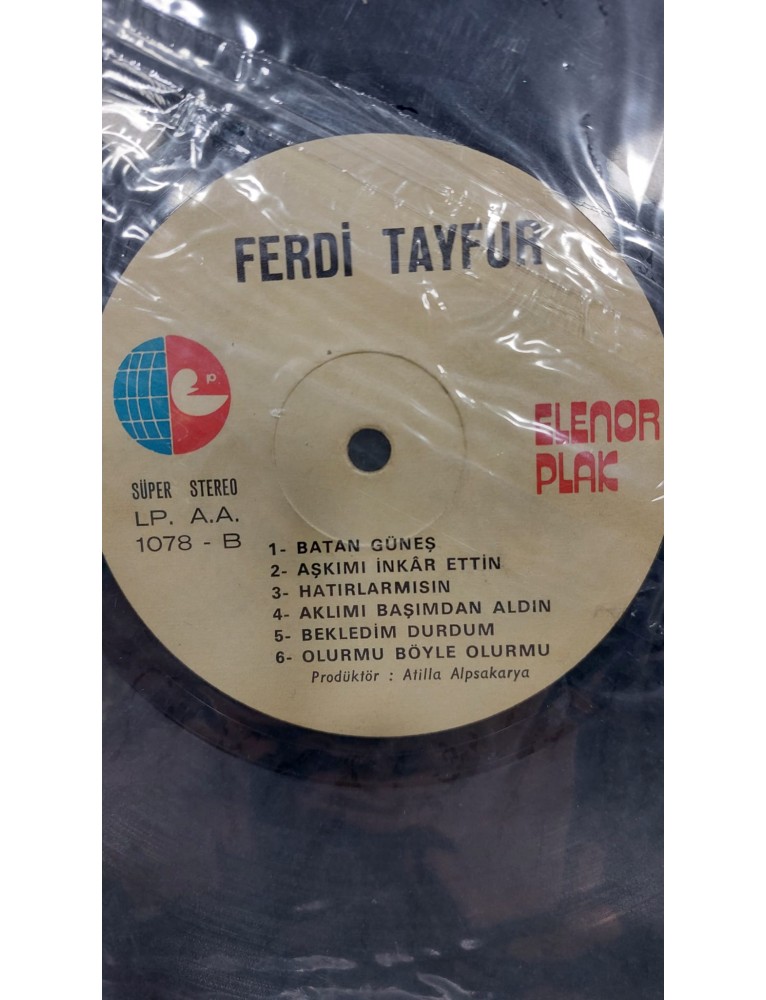 FERDİ TAYFUR
ELENOR
PLAK
SÜPER STEREO
LP. A.A.
1078 - B
1- BATAN GÜNEŞ
2- AŞKIMI İNKÂR ETTİN
3- HATIRLARMISIN
4- AKLIMI BAŞIMDAN ALDIN
5- BEKLEDİM DURDUM
6- OLURMU BÖYLE OLURMU
Prodüktör : Atilla Alpsakarya